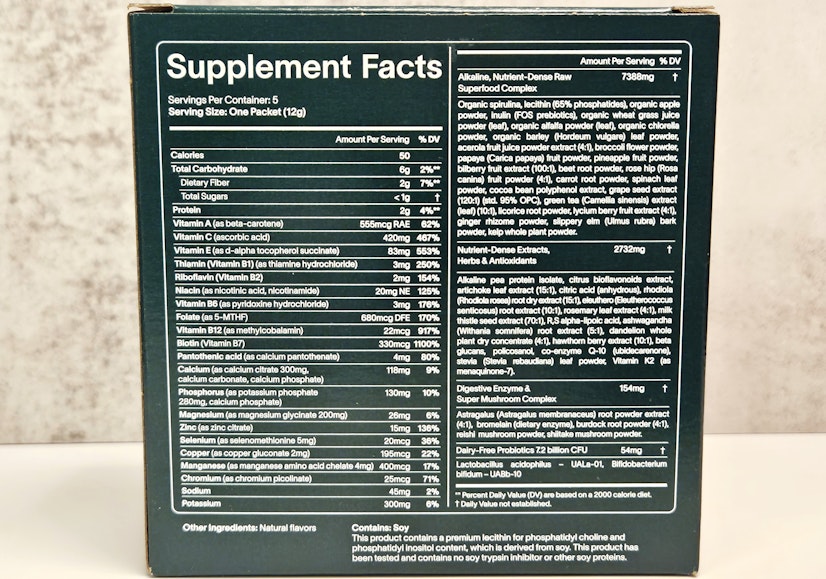 Supplement Facts
Servings Per Container: 5
Serving Size: One Packet (12g)
Amount Per Serving % DV
Calories 50
Total Carbohydrate 6g 2%**
Dietary Fiber 2g 7%**
Total Sugars <1g †
Protein 2g 4%**
Vitamin A (as beta-carotene) 555mcg RAE 62%
Vitamin C (ascorbic acid) 420mg 467%
Vitamin E (as d-alpha tocopherol succinate) 83mg 553%
Thiamin (Vitamin B1) (as thiamine hydrochloride) 3mg 250%
Riboflavin (Vitamin B2) 2mg 154%
Niacin (as nicotinic acid, nicotinamide) 20mg NE 125%
Vitamin B6 (as pyridoxine hydrochloride) 3mg 176%
Folate (as 5-MTHF) 680mcg DFE 170%
Vitamin B12 (as methylcobalamin) 22mcg 917%
Biotin (Vitamin B7) 330mcg 1100%
Pantothenic acid (as calcium pantothenate) 4mg 80%
Calcium (as calcium citrate 300mg, 118mg 9%
calcium carbonate, calcium phosphate)
Phosphorus (as potassium phosphate 130mg 10%
280mg, calcium phosphate)
Magnesium (as magnesium glycinate 200mg) 26mg 6%
Zinc (as zinc citrate) 15mg 136%
Selenium (as selenomethionine 5mg) 20mcg 36%
Copper (as copper gluconate 2mg) 195mcg 22%
Manganese (as manganese amino acid chelate 4mg) 400mcg 17%
Chromium (as chromium picolinate) 25mcg 71%
Sodium 45mg 2%
Potassium 300mg 6%
Amount Per Serving % DV
Alkaline, Nutrient-Dense Raw 7388mg †
Superfood Complex
Organic spirulina, lecithin (65% phosphatides), organic apple
powder, inulin (FOS prebiotics), organic wheat grass juice
powder (leaf), organic alfalfa powder (leaf), organic chlorella
powder, organic barley (Hordeum vulgare) leaf powder,
acerola fruit juice powder extract (4:1), broccoli flower powder,
papaya (Carica papaya) fruit powder, pineapple fruit powder,
bilberry fruit extract (100:1), beet root powder, rose hip (Rosa
canina) fruit powder (4:1), carrot root powder, spinach leaf
powder, cocoa bean polyphenol extract, grape seed extract
(120:1) (std. 95% OPC), green tea (Camellia sinensis) extract
(leaf) (10:1), licorice root powder, lycium berry fruit extract (4:1),
ginger rhizome powder, slippery elm (Ulmus rubra) bark
powder, kelp whole plant powder.
Nutrient-Dense Extracts, 2732mg †
Herbs & Antioxidants
Alkaline pea protein isolate, citrus bioflavonoids extract,
artichoke leaf extract (15:1), citric acid (anhydrous), rhodiola
(Rhodiola rosea) root dry extract (15:1), eleuthero (Eleutherococcus
senticosus) root extract (10:1), rosemary leaf extract (4:1), milk
thistle seed extract (70:1), R,S alpha-lipoic acid, ashwagandha
(Withania somnifera) root extract (5:1), dandelion whole
plant dry concentrate (4:1), hawthorn berry extract (10:1), beta
glucans, policosanol, co-enzyme Q-10 (ubidecarenone),
stevia (Stevia rebaudiana) leaf powder, Vitamin K2 (as
menaquinone-7).
Digestive Enzyme & 154mg †
Super Mushroom Complex
Astragalus (Astragalus membranaceus) root powder extract
(4:1), bromelain (dietary enzyme), burdock root powder (4:1),
reishi mushroom powder, shiitake mushroom powder.
Dairy-Free Probiotics 7.2 billion CFU 54mg †
Lactobacillus acidophilus – UALa-01, Bifidobacterium
bifidum – UABb-10
** Percent Daily Value (DV) are based on a 2000 calorie diet.
† Daily Value not established.
Other Ingredients: Natural flavors
Contains: Soy
This product contains a premium lecithin for phosphatidyl choline and
phosphatidyl inositol content, which is derived from soy. This product has
been tested and contains no soy trypsin inhibitor or other soy proteins.